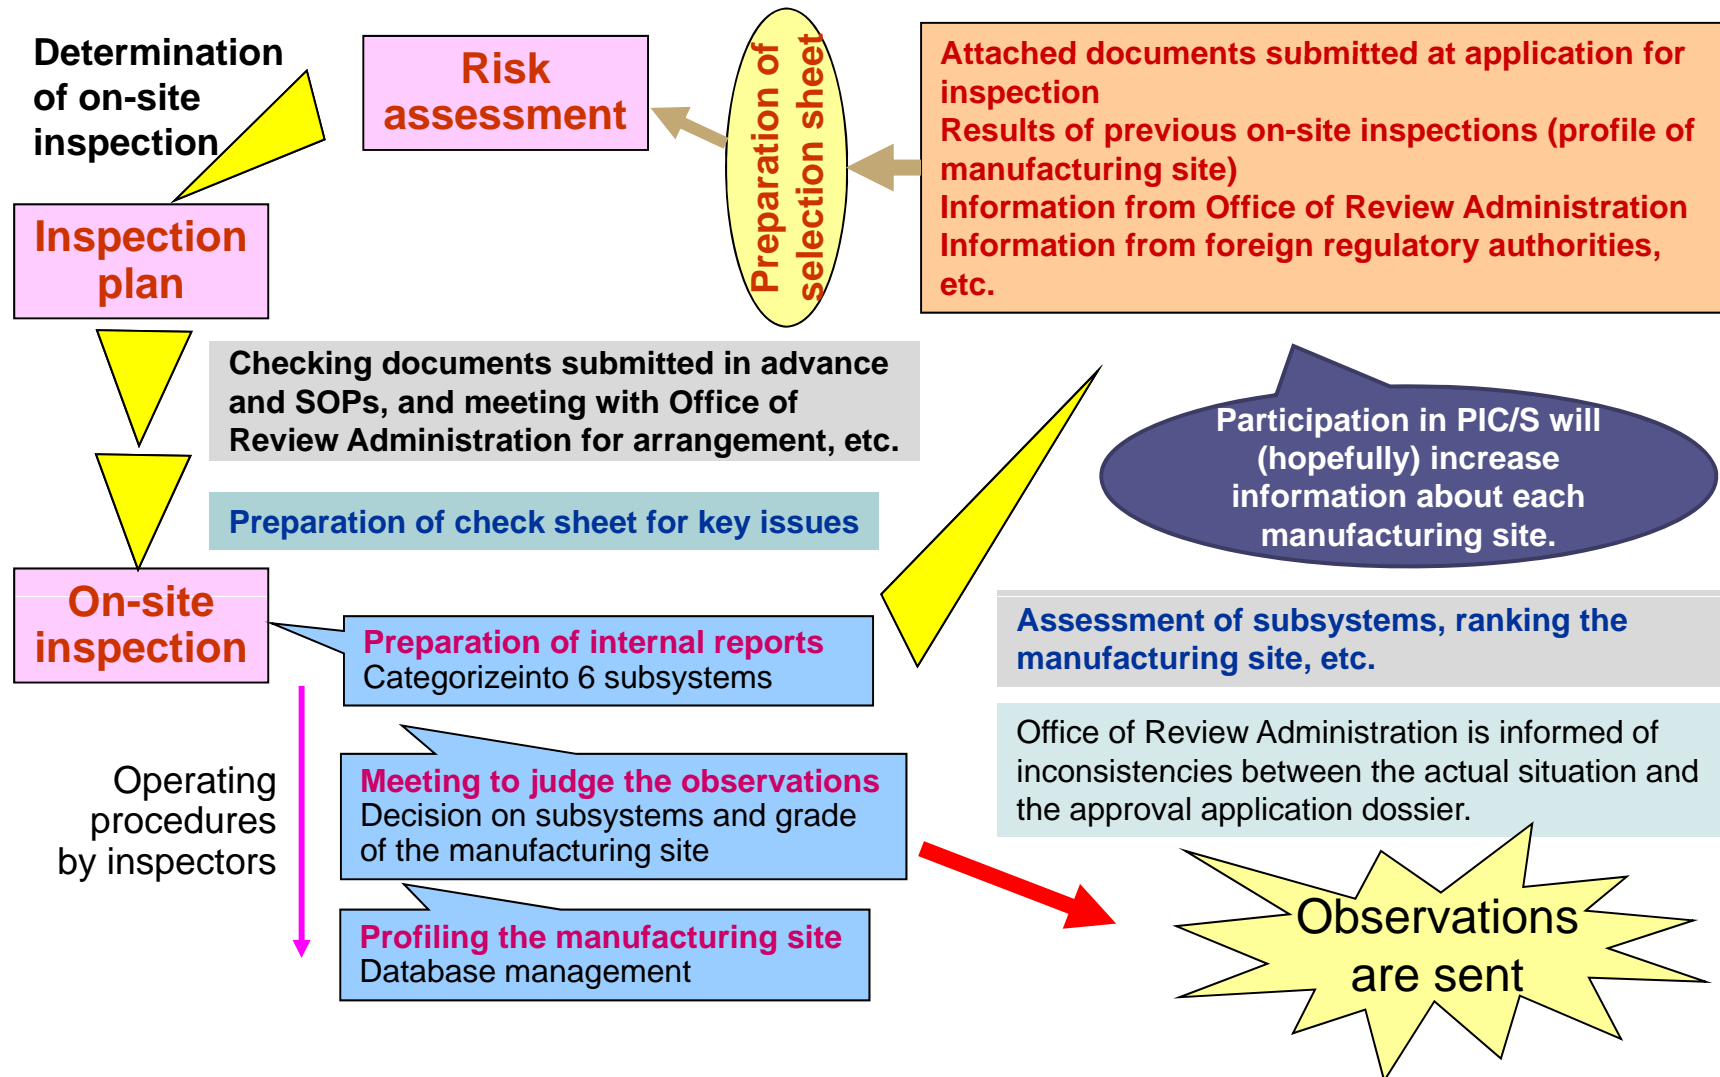 Determination
of on-site
inspection
Risk
assessment
Preparation of
selection sheet
Attached documents submitted at application for
inspection
Results of previous on-site inspections (profile of
manufacturing site)
Information from Office of Review Administration
Information from foreign regulatory authorities,
etc.
Inspection
plan
Checking documents submitted in advance
and SOPs, and meeting with Office of
Review Administration for arrangement, etc.
Preparation of check sheet for key issues
Participation in PIC/S will
(hopefully) increase
information about each
manufacturing site.
On-site
inspection
Preparation of internal reports
Categorizeinto 6 subsystems
Assessment of subsystems, ranking the
manufacturing site, etc.
Operating
procedures
by inspectors
Meeting to judge the observations
Decision on subsystems and grade
of the manufacturing site
Office of Review Administration is informed of
inconsistencies between the actual situation and
the approval application dossier.
Profiling the manufacturing site
Database management
Observations
are sent